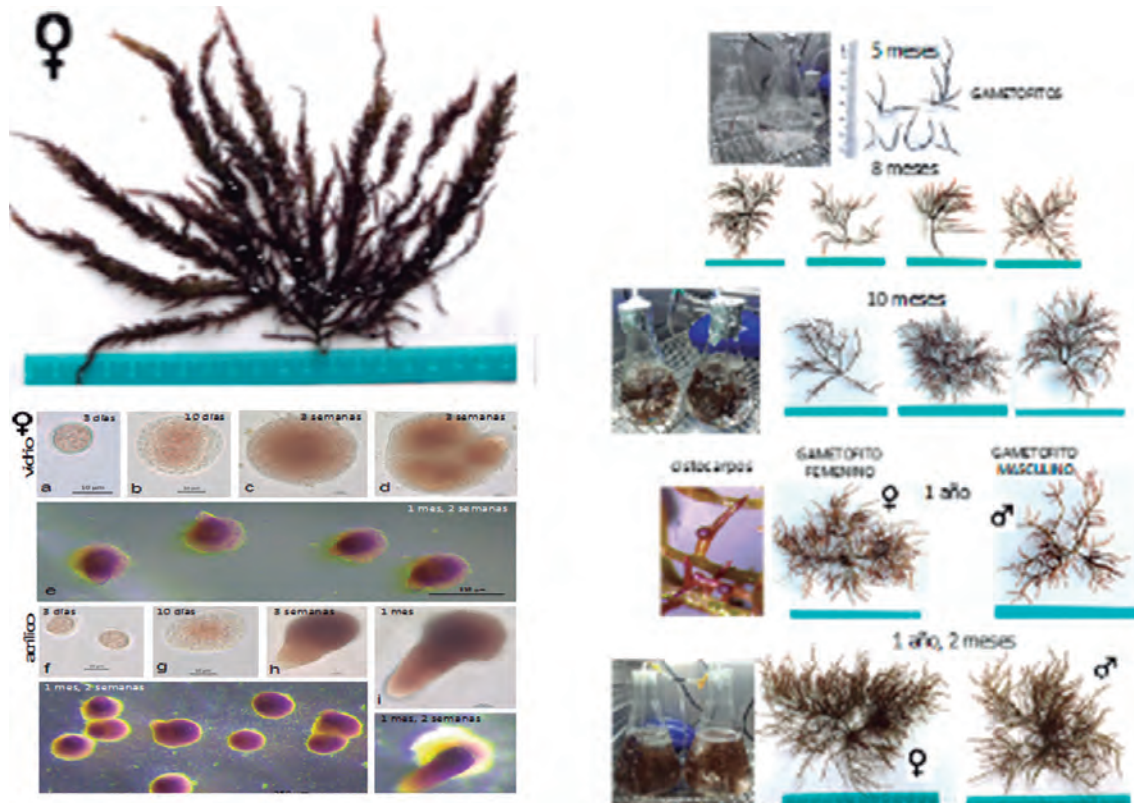 ♀
♀
vidrio
3 días
10 días
3 semanas
3 semanas
a
b
c
d
1 mes, 2 semanas
e
acrílico
3 días
10 días
3 semanas
1 mes
f
g
h
i
1 mes, 2 semanas
1 mes, 2 semanas
5 meses
GAMETOFITOS
8 meses
10 meses
cistocarpos
GAMETOFITO
FEMENINO
♀
1 año
GAMETOFITO
MASCULINO
♂
1 año, 2 meses
♀
♂